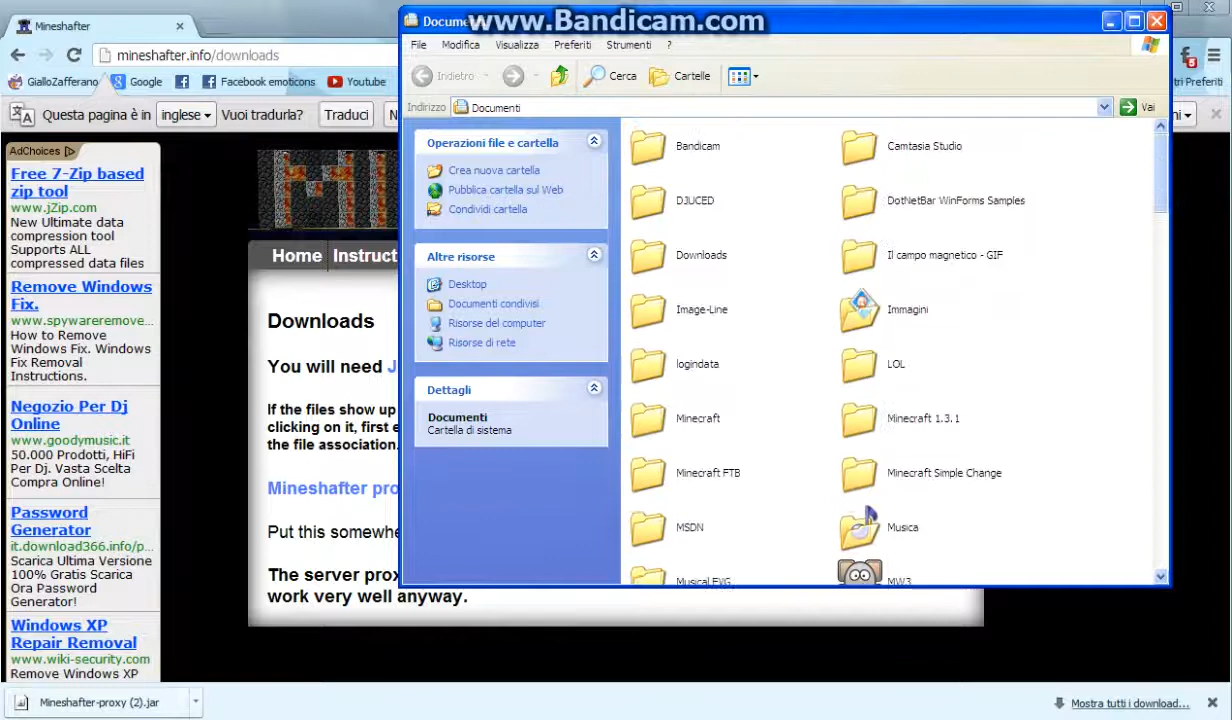 Mineshafter
www.Bandicam.com
mineshafter.info/downloads
GialloZafferano
Google
Facebook emoticons
Youtube
Questa pagina è in inglese Vuoi tradurla? Traduci
AdChoices
Free 7-Zip based
zip tool
www.jZip.com
New Ultimate data
compression tool
Supports ALL
compressed data files
Remove Windows
Fix.
www.spywareremove...
How to Remove
Windows Fix. Windows
Fix Removal
Instructions.
Negozio Per Dj
Online
www.goodymusic.it
50.000 Prodotti, HiFi
Per Dj. Vasta Scelta
Compra Online!
Password
Generator
it.download366.info/p...
Scarica Ultima Versione
100% Gratis Scarica
Ora Password
Generator!
Windows XP
Repair Removal
www.wiki-security.com
Remove Windows XP
Home
Instruct
Downloads
You will need J
If the files show up
clicking on it, first e
the file association.
Mineshafter pro
Put this somewhe
The server prox
work very well anyway.
File Modifica Visualizza Preferiti Strumenti ?
Indietro
Cerca
Cartelle
Indirizzo
Documenti
Vai
Operazioni file e cartella
Crea nuova cartella
Pubblica cartella sul Web
Condividi cartella
Altre risorse
Desktop
Documenti condivisi
Risorse del computer
Risorse di rete
Dettagli
Documenti
Cartella di sistema
Bandicam
Camtasia Studio
DJUCED
DotNetBar WinForms Samples
Downloads
Il campo magnetico - GIF
Image-Line
Immagini
logindata
LOL
Minecraft
Minecraft 1.3.1
Minecraft FTB
Minecraft Simple Change
MSDN
Musica
MW3
tri Preferiti
Mineshafter-proxy (2).jar
Mostra tutti i download...